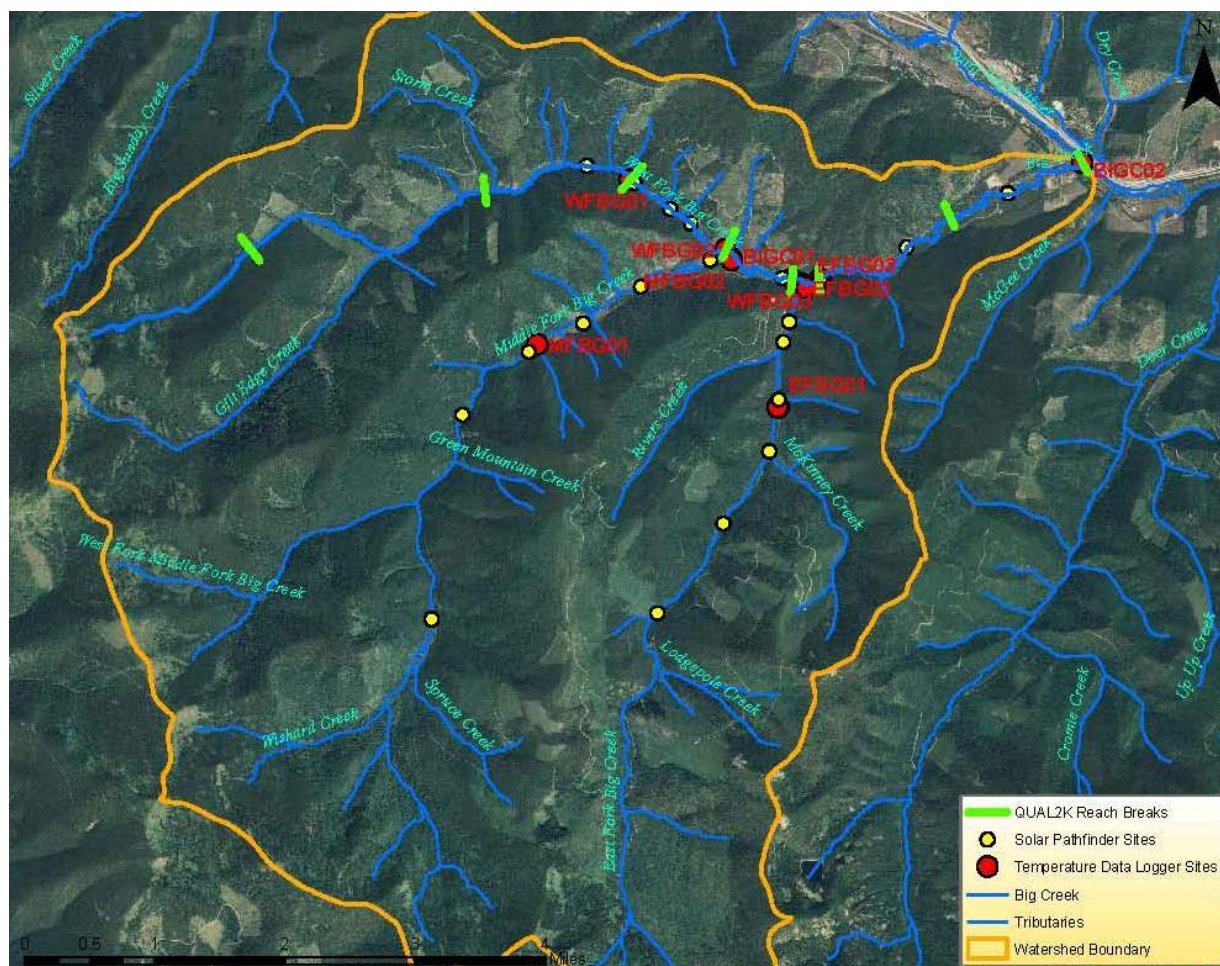 N
Silver Creek
Big Sunday Creek
Storm Creek
Dry Creek
BIGC02
West Fork Big Creek
WFBG01
BIGC01
EFBG03
EFBG02
WFBG03
MFBG02
McGee Creek
Middle Fork Big Creek
MFBG01
Deer Creek
Gilt Edge Creek
EFBG01
Rivers Creek
McKinney Creek
Green Mountain Creek
West Fork Middle Fork Big Creek
Up Up Creek
Lodgepole Creek
Spruce Creek
Wishard Creek
Cromie Creek
East Fork Big Creek
QUAL2K Reach Breaks
Solar Pathfinder Sites
Temperature Data Logger Sites
Big Creek
Tributaries
Watershed Boundary
0 0.5 1 2 3 4
Miles